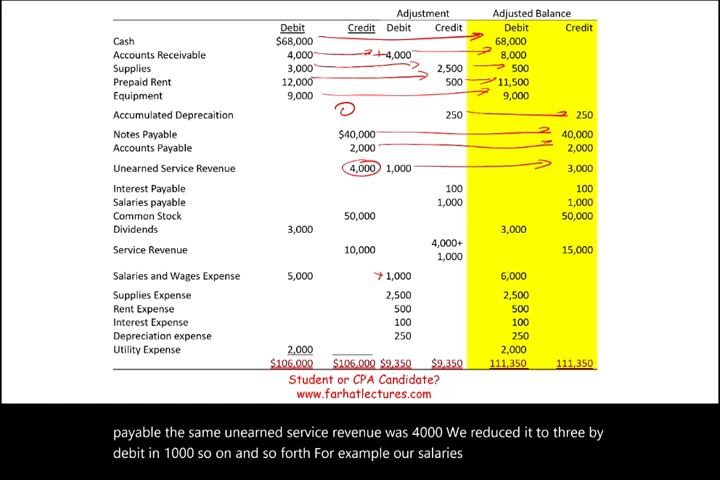 Adjustment Adjusted Balance
Debit Credit Debit Credit Debit Credit
Cash $68,000 68,000
Accounts Receivable 4,000 + 4,000 8,000
Supplies 3,000 2,500 500
Prepaid Rent 12,000 500 11,500
Equipment 9,000 9,000
Accumulated Deprecaition 250 250
Notes Payable $40,000 40,000
Accounts Payable 2,000 2,000
Unearned Service Revenue 4,000 1,000 3,000
Interest Payable 100 100
Salaries payable 1,000 1,000
Common Stock 50,000 50,000
Dividends 3,000 3,000
Service Revenue 10,000 4,000+ 15,000
1,000
Salaries and Wages Expense 5,000 + 1,000 6,000
Supplies Expense 2,500 2,500
Rent Expense 500 500
Interest Expense 100 100
Depreciation expense 250 250
Utility Expense 2,000 2,000
$106,000 $106,000 $9,350 $9,350 111,350 111,350
Student or CPA Candidate?
www.farhatlectures.com
payable the same unearned service revenue was 4000 We reduced it to three by
debit in 1000 so on and so forth For example our salaries